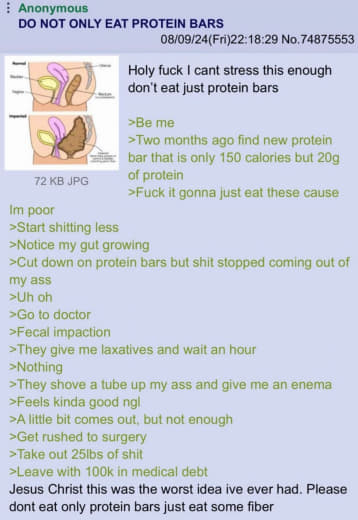 Anonymous
DO NOT ONLY EAT PROTEIN BARS
08/09/24(Fri)22:18:29 No.74875553
Normal
Uterus
Bladder
Vagina
Rectum
Impacted
72 KB JPG
Holy fuck I cant stress this enough
don't eat just protein bars
>Be me
>Two months ago find new protein
bar that is only 150 calories but 20g
of protein
>Fuck it gonna just eat these cause
Im poor
>Start shitting less
>Notice my gut growing
>Cut down on protein bars but shit stopped coming out of
my ass
>Uh oh
>Go to doctor
>Fecal impaction
>They give me laxatives and wait an hour
>Nothing
>They shove a tube up my ass and give me an enema
>Feels kinda good ngl
>A little bit comes out, but not enough
>Get rushed to surgery
>Take out 25lbs of shit
>Leave with 100k in medical debt
Jesus Christ this was the worst idea ive ever had. Please
dont eat only protein bars just eat some fiber